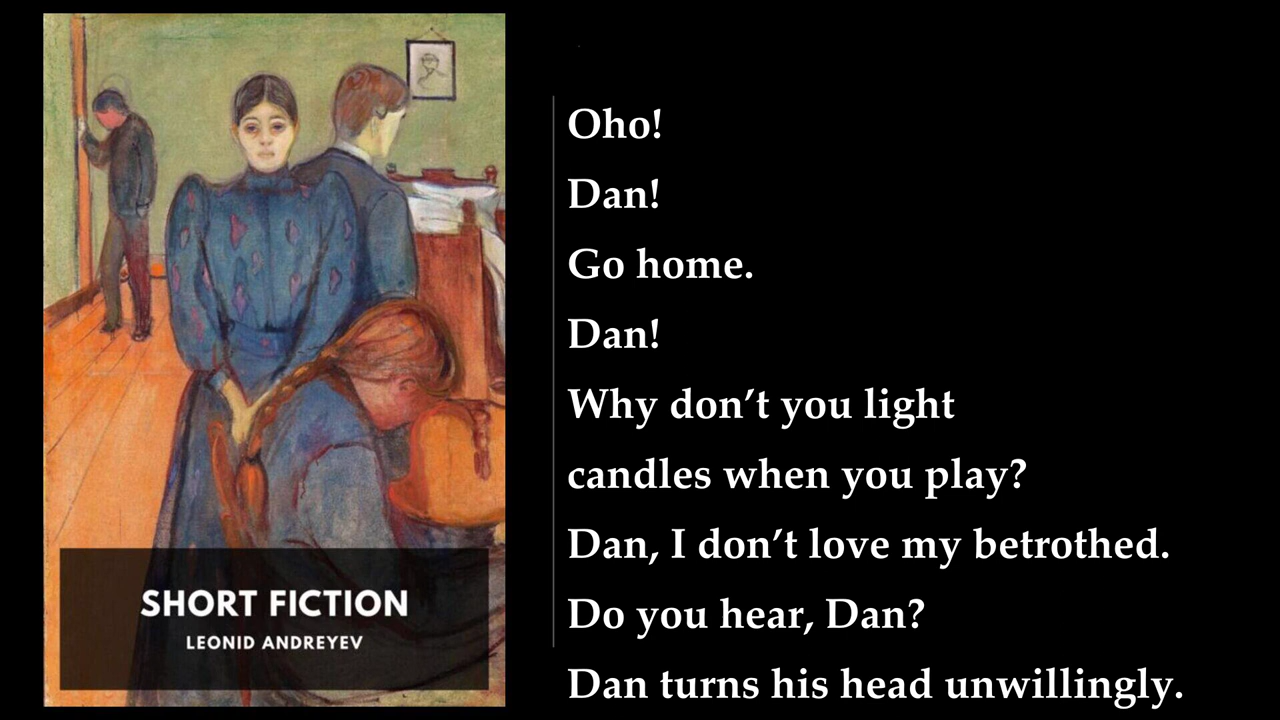 SHORT FICTION
LEONID ANDREYEV
Oho!
Dan!
Go home.
Dan!
Why don’t you light
candles when you play?
Dan, I don’t love my betrothed.
Do you hear, Dan?
Dan turns his head unwillingly.